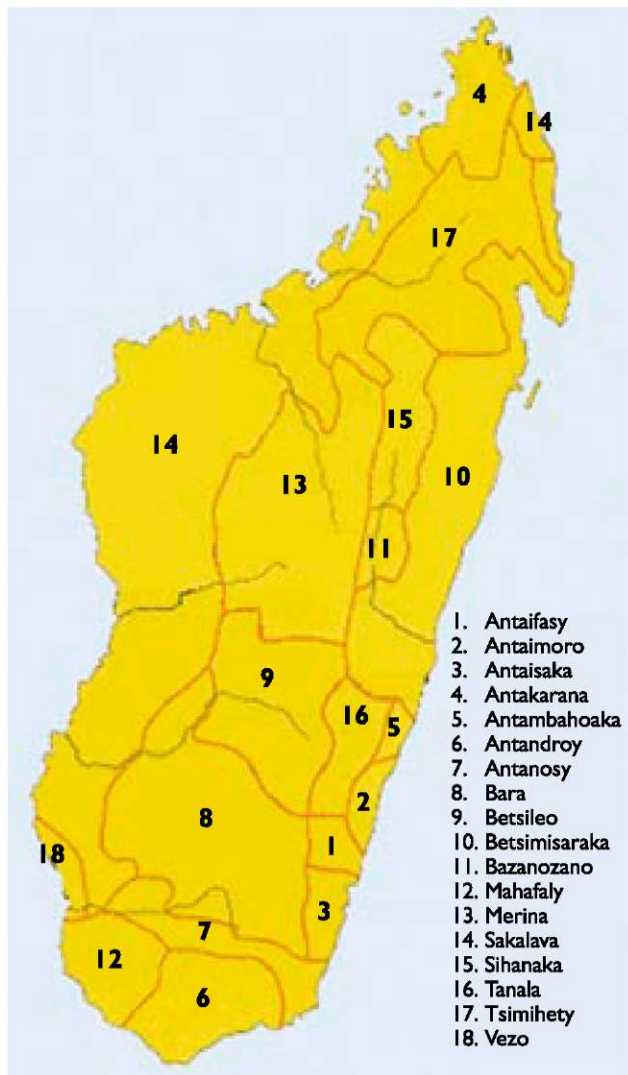 4
14
17
15
14
13
10
11
9
16
5
2
8
1
18
3
7
12
6
1. Antaifasy
2. Antaimoro
3. Antaisaka
4. Antakarana
5. Antambahoaka
6. Antandroy
7. Antanosy
8. Bara
9. Betsileo
10. Betsimisaraka
11. Bazanozano
12. Mahafaly
13. Merina
14. Sakalava
15. Sihanaka
16. Tanala
17. Tsimihety
18. Vezo